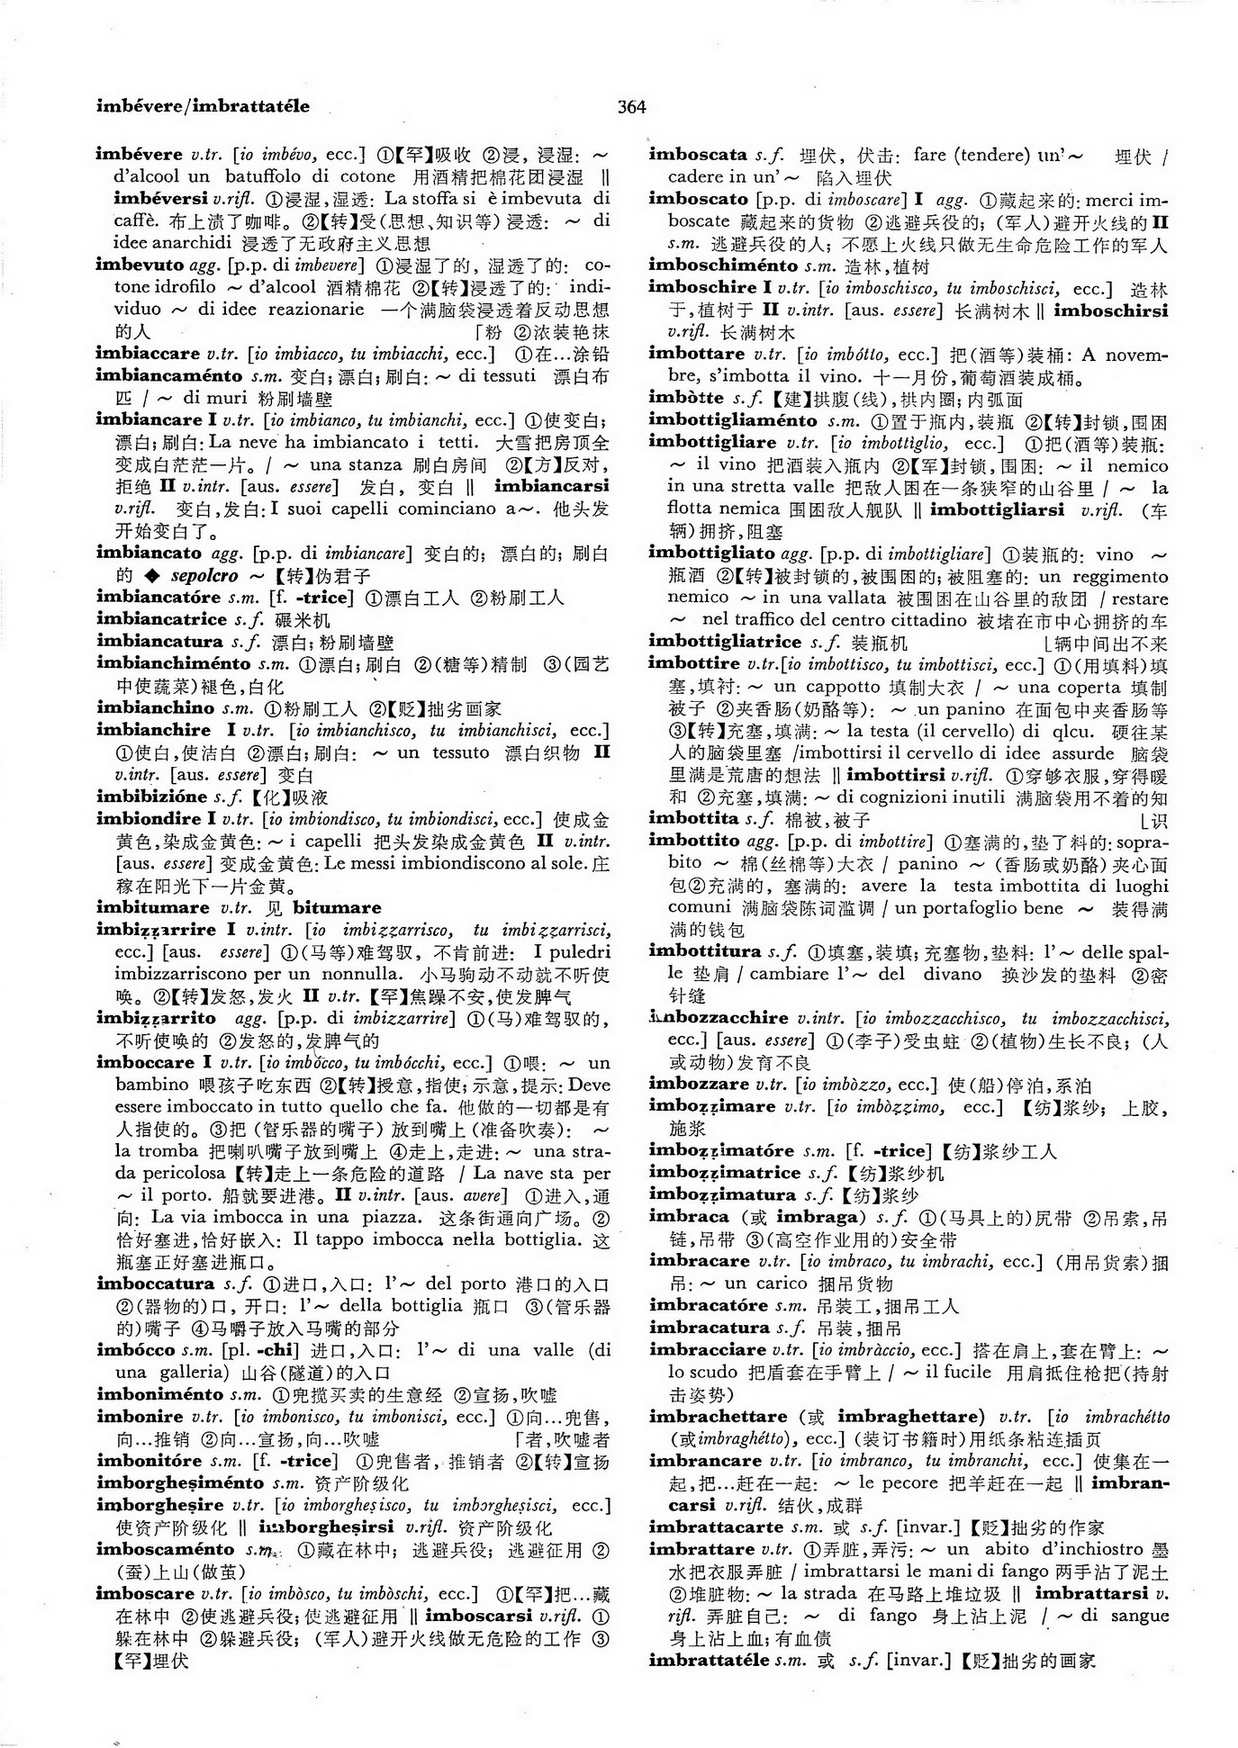 imbévere/imbrattatéle
364
imbévere v.tr. [io imbévo, ecc.] ①【罕】吸收 ②浸, 浸湿: ~
d'alcool un batuffolo di cotone 用酒精把棉花团浸湿 ‖
imbéversi v.rifl. ①浸湿,湿透: La stoffa si è imbevuta di
caffè. 布上渍了咖啡。②【转】受(思想、知识等)浸透: ~ di
idee anarchidi 浸透了无政府主义思想
imbevuto agg. [p.p. di imbevere] ①浸湿了的, 湿透了的: co-
tone idrofilo ~ d'alcool 酒精棉花 ②【转】浸透了的: indi-
viduo ~ di idee reazionarie 一个满脑袋浸透着反动思想
的人 「粉 ②浓装艳抹
imbiaccare v.tr. [io imbiacco, tu imbiacchi, ecc.] ①在…涂铅
imbiancaménto s.m. 变白; 漂白; 刷白: ~ di tessuti 漂白布
匹 / ~ di muri 粉刷墙壁
imbiancare I v.tr. [io imbianco, tu imbianchi, ecc.] ①使变白;
漂白; 刷白: La neve ha imbiancato i tetti. 大雪把房顶全
变成白茫茫一片。/ ~ una stanza 刷白房间 ②【方】反对,
拒绝 II v.intr. [aus. essere] 发白, 变白 ‖ imbiancarsi
v.rifl. 变白,发白: I suoi capelli cominciano a~. 他头发
开始变白了。
imbiancato agg. [p.p. di imbiancare] 变白的; 漂白的; 刷白
的 ◆ sepolcro ~ 【转】伪君子
imbiancatóre s.m. [f. -trice] ①漂白工人 ②粉刷工人
imbiancatrice s.f. 碾米机
imbiancatura s.f. 漂白; 粉刷墙壁
imbianchiménto s.m. ①漂白; 刷白 ②(糖等)精制 ③(园艺
中使蔬菜)褪色,白化
imbianchino s.m. ①粉刷工人 ②【贬】拙劣画家
imbianchire I v.tr. [io imbianchisco, tu imbianchisci, ecc.]
①使白,使洁白 ②漂白; 刷白: ~ un tessuto 漂白织物 II
v.intr. [aus. essere] 变白
imbibizióne s.f.【化】吸液
imbiondire I v.tr. [io imbiondisco, tu imbiondisci, ecc.] 使成金
黄色,染成金黄色: ~ i capelli 把头发染成金黄色 II v.intr.
[aus. essere] 变成金黄色: Le messi imbiondiscono al sole. 庄
稼在阳光下一片金黄。
imbitumare v.tr. 见 bitumare
imbiẓẓarrire I v.intr. [io imbiẓẓarrisco, tu imbiẓẓarrisci,
ecc.] [aus. essere] ①(马等)难驾驭, 不肯前进: I puledri
imbizzarriscono per un nonnulla. 小马驹动不动就不听使
唤。②【转】发怒,发火 II v.tr. 【罕】焦躁不安,使发脾气
imbiẓẓarrito agg. [p.p. di imbizzarrire] ①(马)难驾驭的,
不听使唤的 ②发怒的,发脾气的
imboccare I v.tr. [io imbócco, tu imbócchi, ecc.] ①喂: ~ un
bambino 喂孩子吃东西 ②【转】授意,指使; 示意,提示: Deve
essere imboccato in tutto quello che fa. 他做的一切都是有
人指使的。③把 (管乐器的嘴子) 放到嘴上 (准备吹奏): ~
la tromba 把喇叭嘴子放到嘴上 ④走上,走进: ~ una stra-
da pericolosa 【转】走上一条危险的道路 / La nave sta per
~ il porto. 船就要进港。II v.intr. [aus. avere] ①进入,通
向: La via imbocca in una piazza. 这条街通向广场。②
恰好塞进,恰好嵌入: Il tappo imbocca nella bottiglia. 这
瓶塞正好塞进瓶口。
imboccatura s.f. ①进口,入口: l'~ del porto 港口的入口
②(器物的)口, 开口: l'~ della bottiglia 瓶口 ③(管乐器
的)嘴子 ④马嚼子放入马嘴的部分
imbócco s.m. [pl. -chi] 进口,入口: l'~ di una valle (di
una galleria) 山谷(隧道)的入口
imboniménto s.m. ①兜揽买卖的生意经 ②宣扬,吹嘘
imbonire v.tr. [io imbonisco, tu imbonisci, ecc.] ①向…兜售,
向…推销 ②向…宣扬,向…吹嘘 「者,吹嘘者
imbonitóre s.m. [f. -trice] ①兜售者, 推销者 ②【转】宣扬
imborgheṣiménto s.m. 资产阶级化
imborgheṣire v.tr. [io imborgheṣisco, tu imborgheṣisci, ecc.]
使资产阶级化 ‖ imborgheṣirsi v.rifl. 资产阶级化
imboscaménto s.m. ①藏在林中; 逃避兵役; 逃避征用 ②
(蚕)上山(做茧)
imboscare v.tr. [io imbòsco, tu imbòschi, ecc.] ①【罕】把…藏
在林中 ②使逃避兵役; 使逃避征用 ‖ imboscarsi v.rifl. ①
躲在林中 ②躲避兵役; (军人)避开火线做无危险的工作 ③
【罕】埋伏
imboscata s.f. 埋伏, 伏击: fare (tendere) un'~ 埋伏 /
cadere in un'~ 陷入埋伏
imboscato [p.p. di imboscare] I agg. ①藏起来的: merci im-
boscate 藏起来的货物 ②逃避兵役的; (军人)避开火线的 II
s.m. 逃避兵役的人; 不愿上火线只做无生命危险工作的军人
imboschiménto s.m. 造林,植树
imboschire I v.tr. [io imboschisco, tu imboschisci, ecc.] 造林
于,植树于 II v.intr. [aus. essere] 长满树木 ‖ imboschirsi
v.rifl. 长满树木
imbottare v.tr. [io imbótto, ecc.] 把(酒等)装桶: A novem-
bre, s'imbotta il vino. 十一月份,葡萄酒装成桶。
imbòtte s.f. 【建】拱腹(线),拱内圈; 内弧面
imbottigliaménto s.m. ①置于瓶内,装瓶 ②【转】封锁,围困
imbottigliare v.tr. [io imbottìglio, ecc.] ①把(酒等)装瓶:
~ il vino 把酒装入瓶内 ②【军】封锁,围困: ~ il nemico
in una stretta valle 把敌人困在一条狭窄的山谷里 / ~ la
flotta nemica 围困敌人舰队 ‖ imbottigliarsi v.rifl. (车
辆)拥挤,阻塞
imbottigliato agg. [p.p. di imbottigliare] ①装瓶的: vino ~
瓶酒 ②【转】被封锁的,被围困的; 被阻塞的: un reggimento
nemico ~ in una vallata 被围困在山谷里的敌团 / restare
~ nel traffico del centro cittadino 被堵在市中心拥挤的车
imbottigliatrice s.f. 装瓶机 ⌊辆中间出不来
imbottire v.tr.[io imbottisco, tu imbottisci, ecc.] ①(用填料)填
塞,填衬: ~ un cappotto 填制大衣 / ~ una coperta 填制
被子 ②夹香肠(奶酪等): ~ un panino 在面包中夹香肠等
③【转】充塞,填满: ~ la testa (il cervello) di qlcu. 硬往某
人的脑袋里塞 /imbottirsi il cervello di idee assurde 脑袋
里满是荒唐的想法 ‖ imbottirsi v.rifl. ①穿够衣服,穿得暖
和 ②充塞,填满: ~ di cognizioni inutili 满脑袋用不着的知
imbottita s.f. 棉被,被子 ⌊识
imbottito agg. [p.p. di imbottire] ①塞满的,垫了料的: sopra-
bito ~ 棉(丝棉等)大衣 / panino ~ (香肠或奶酪)夹心面
包②充满的, 塞满的: avere la testa imbottita di luoghi
comuni 满脑袋陈词滥调 / un portafoglio bene ~ 装得满
满的钱包
imbottitura s.f. ①填塞,装填; 充塞物,垫料: l'~ delle spal-
le 垫肩 / cambiare l'~ del divano 换沙发的垫料 ②密
针缝
imbozzacchire v.intr. [io imbozzacchisco, tu imbozzacchisci,
ecc.] [aus. essere] ①(李子)受虫蛀 ②(植物)生长不良; (人
或动物)发育不良
imbozzare v.tr. [io imbòzzo, ecc.] 使(船)停泊,系泊
imboẓẓimare v.tr. [io imbòẓẓimo, ecc.] 【纺】浆纱; 上胶,
施浆
imboẓẓimatóre s.m. [f. -trice]【纺】浆纱工人
imboẓẓimatrice s.f.【纺】浆纱机
imboẓẓimatura s.f.【纺】浆纱
imbraca (或 imbraga) s.f. ①(马具上的)尻带 ②吊索,吊
链,吊带 ③(高空作业用的)安全带
imbracare v.tr. [io imbraco, tu imbrachi, ecc.] (用吊货索)捆
吊: ~ un carico 捆吊货物
imbracatóre s.m. 吊装工,捆吊工人
imbracatura s.f. 吊装,捆吊
imbracciare v.tr. [io imbràccio, ecc.] 搭在肩上,套在臂上: ~
lo scudo 把盾套在手臂上 / ~ il fucile 用肩抵住枪把(持射
击姿势)
imbrachettare (或 imbraghettare) v.tr. [io imbrachétto
(或imbraghétto), ecc.] (装订书籍时)用纸条粘连插页
imbrancare v.tr. [io imbranco, tu imbranchi, ecc.] 使集在一
起,把…赶在一起: ~ le pecore 把羊赶在一起 ‖ imbran-
carsi v.rifl. 结伙,成群
imbrattacarte s.m. 或 s.f. [invar.]【贬】拙劣的作家
imbrattare v.tr. ①弄脏,弄污: ~ un abito d'inchiostro 墨
水把衣服弄脏 / imbrattarsi le mani di fango 两手沾了泥土
②堆脏物: ~ la strada 在马路上堆垃圾 ‖ imbrattarsi v.
rifl. 弄脏自己: ~ di fango 身上沾上泥 / ~ di sangue
身上沾上血; 有血债
imbrattatéle s.m. 或 s.f. [invar.]【贬】拙劣的画家